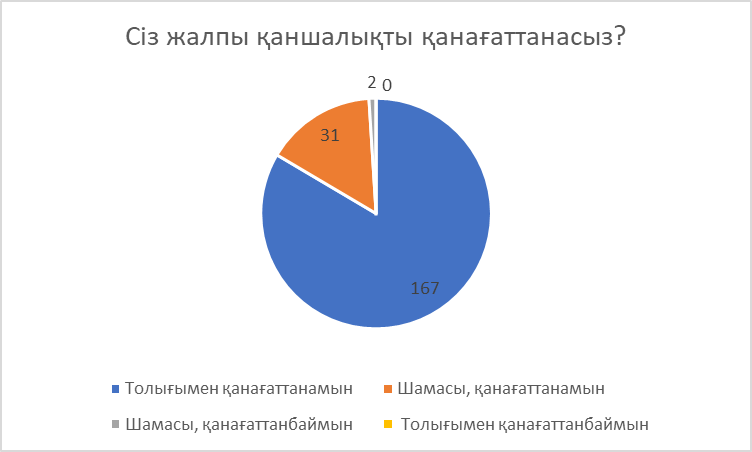 Сіз жалпы қаншалықты қанағаттанасыз?
2 0
31
167
Толығымен қанағаттанамын Шамасы, қанағаттанамын
Шамасы, қанағаттанбаймын Толығымен қанағаттанбаймын